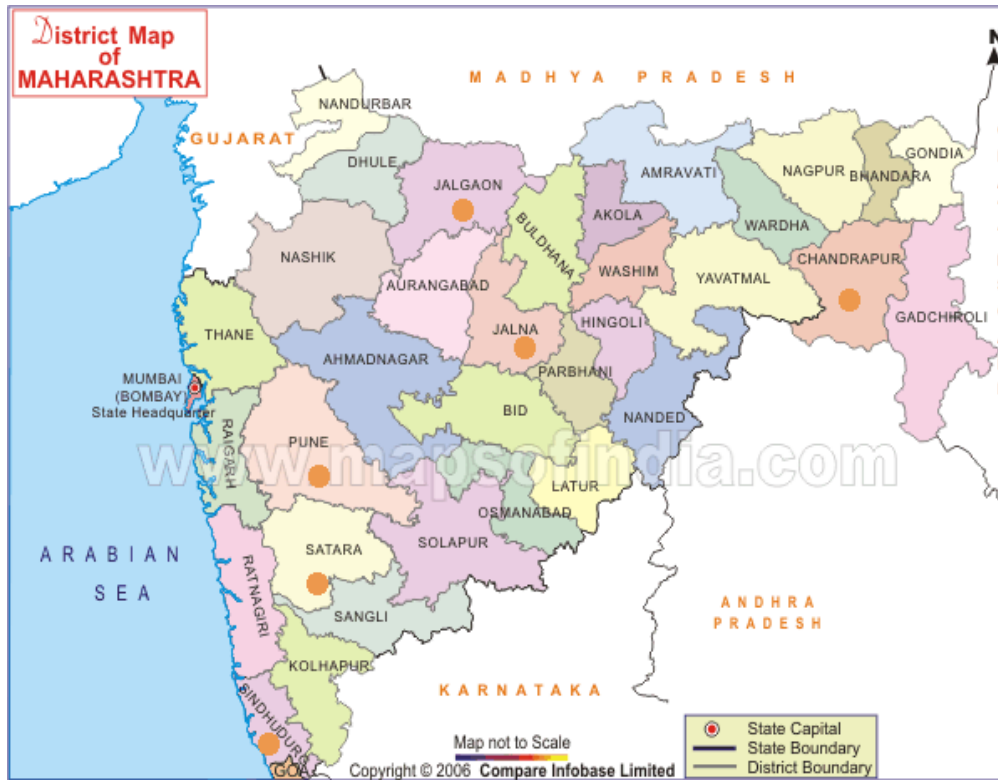 District Map
of
MAHARASHTRA
N
MADHYA PRADESH
GUJARAT
NANDURBAR
DHULE
JALGAON
BULDHANA
AKOLA
AMRAVATI
WARDHA
NAGPUR
BHANDARA
GONDIA
NASHIK
AURANGABAD
JALNA
WASHIM
YAVATMAL
CHANDRAPUR
GADCHIROLI
THANE
AHMADNAGAR
HINGOLI
PARBHANI
MUMBAI
(BOMBAY)
State Headquarter
RAIGARH
PUNE
BID
NANDED
www.mapsofindia.com
LATUR
OSMANABAD
SOLAPUR
SATARA
ARABIAN
SEA
RATNAGIRI
SANGLI
ANDHRA
PRADESH
KOLHAPUR
SINDHUDURG
KARNATAKA
GOA
Map not to Scale
Copyright © 2006 Compare Infobase Limited
State Capital
State Boundary
District Boundary